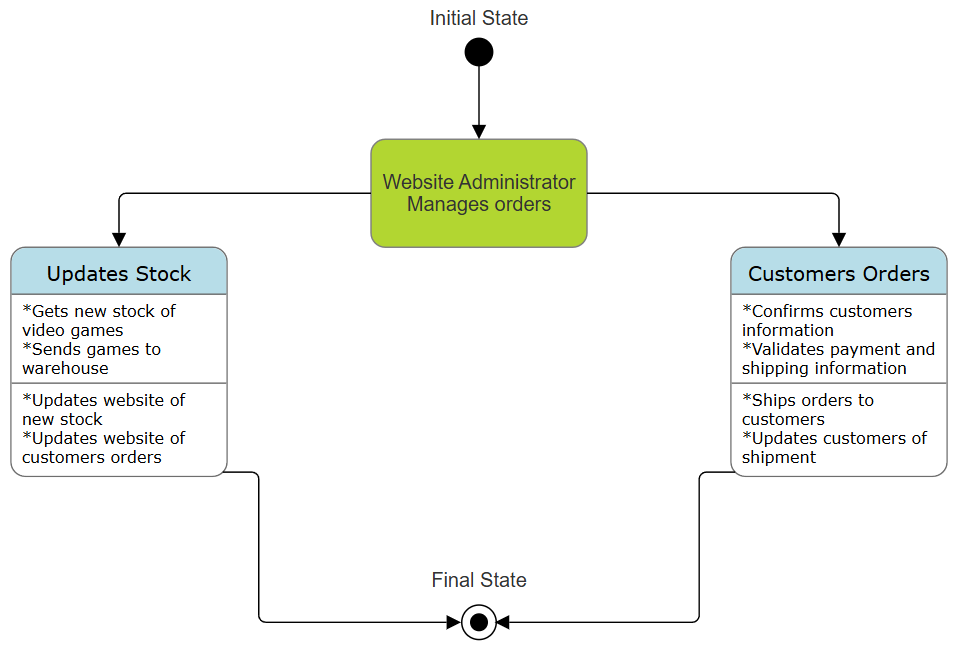 Initial State
Website Administrator
Manages orders
Updates Stock
*Gets new stock of
video games
*Sends games to
warehouse
*Updates website of
new stock
*Updates website of
customers orders
Customers Orders
*Confirms customers
information
*Validates payment and
shipping information
*Ships orders to
customers
*Updates customers of
shipment
Final State